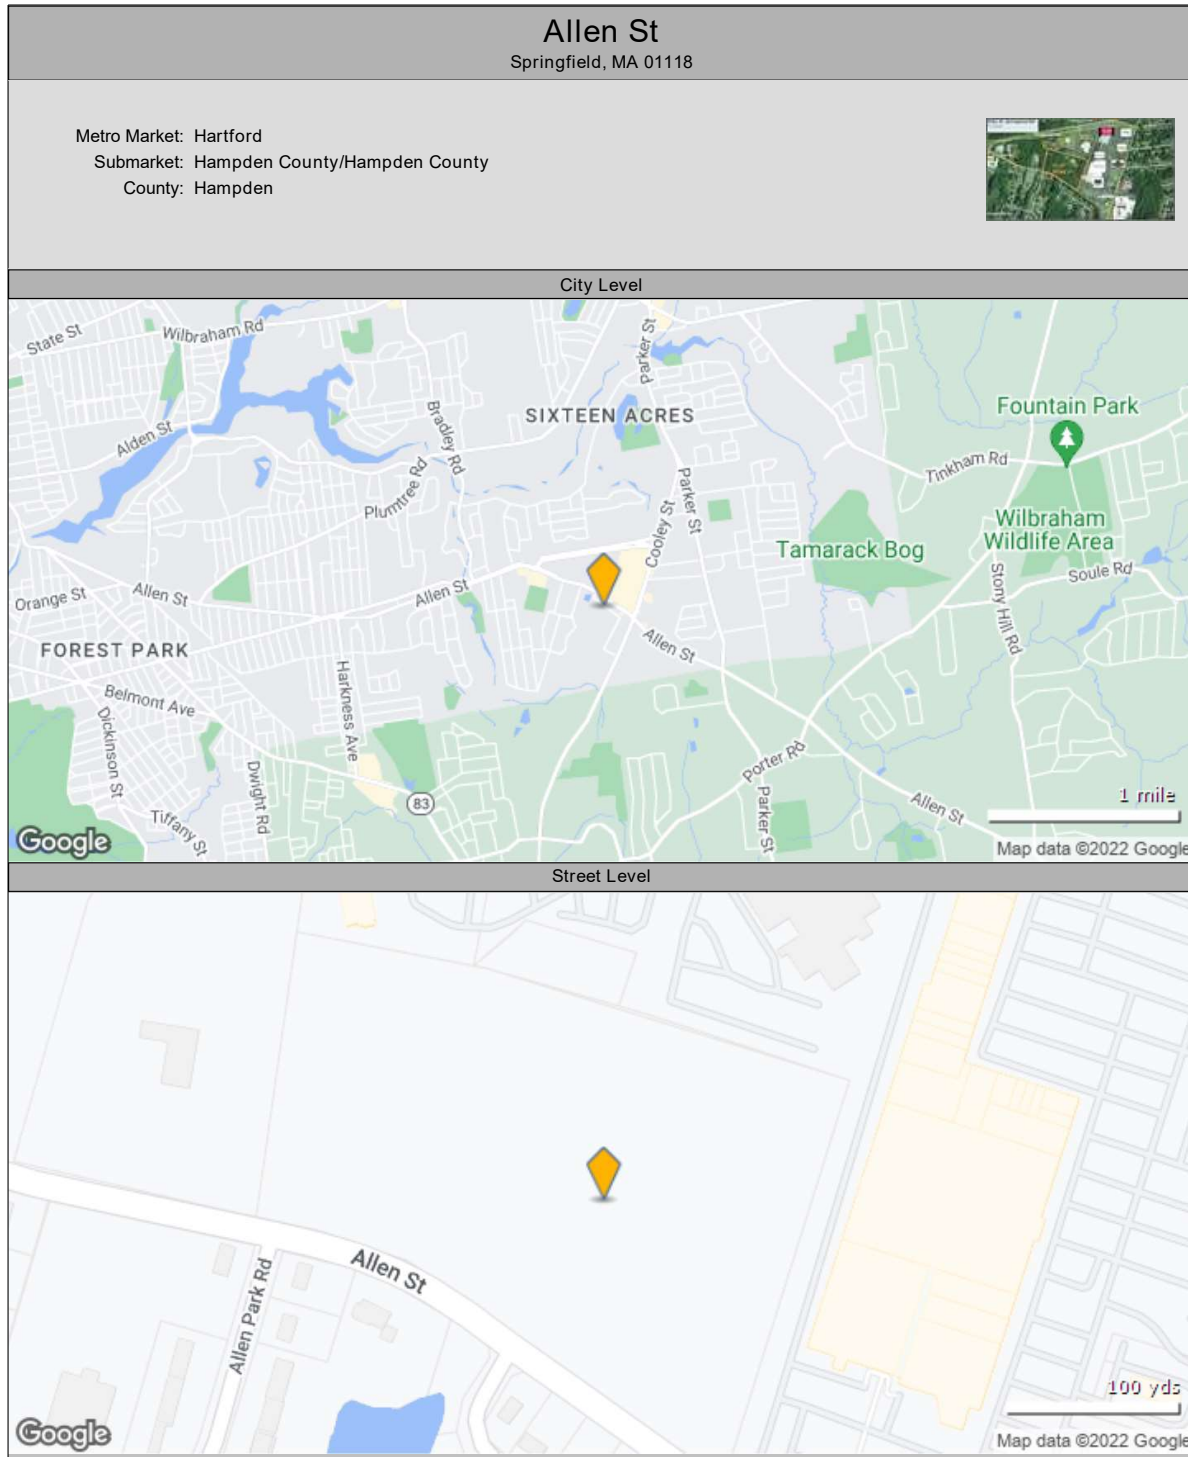 Allen St
Springfield, MA 01118
Metro Market: Hartford
Submarket: Hampden County/Hampden County
County: Hampden
City Level
State St
Wilbraham Rd
Parker St
SIXTEEN ACRES
Fountain Park
Alden St
Bradley Rd
Tinkham Rd
Plumtree Rd
Parker St
Cooley St
Wilbraham
Wildlife Area
Tamarack Bog
Soule Rd
Orange St
Allen St
Allen St
Stony Hill Rd
FOREST PARK
Allen St
Harkness Ave
Belmont Ave
Dickinson St
Dwight Rd
Porter Rd
83
Parker St
Allen St
1 mile
Tiffany St
Google
Map data ©2022 Google
Street Level
Allen St
Allen Park Rd
100 yds
Google
Map data ©2022 Google